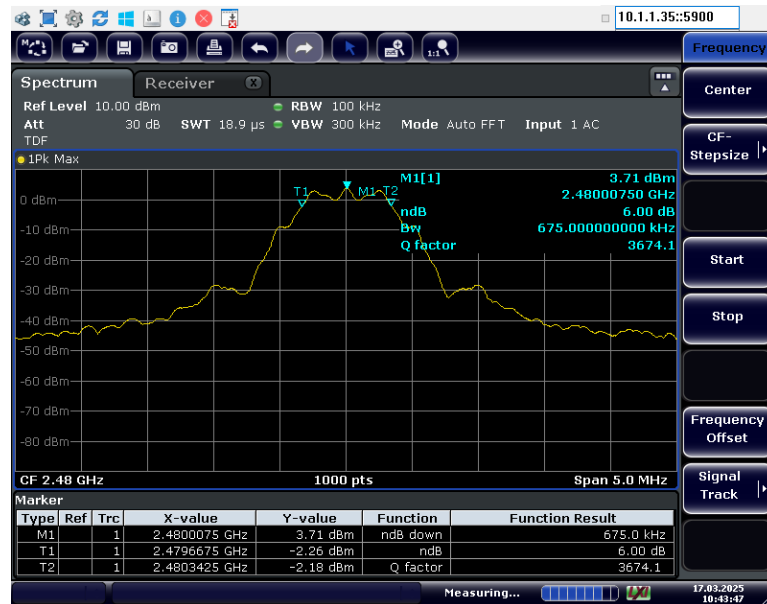 10.1.1.35::5900
1:1
Frequency
Spectrum
Receiver
Ref Level 10.00 dBm RBW 100 kHz
Att 30 dB SWT 18.9 µs VBW 300 kHz Mode Auto FFT Input 1 AC
TDF
1Pk Max
M1[1] 3.71 dBm
2.48000750 GHz
ndB 6.00 dB
Bw 675.000000000 kHz
Q factor 3674.1
T1 M1 T2
0 dBm
-10 dBm
-20 dBm
-30 dBm
-40 dBm
-50 dBm
-60 dBm
-70 dBm
-80 dBm
CF 2.48 GHz 1000 pts Span 5.0 MHz
Marker
Type Ref Trc X-value Y-value Function Function Result
M1 1 2.4800075 GHz 3.71 dBm ndB down 675.0 kHz
T1 1 2.4796675 GHz -2.26 dBm ndB 6.00 dB
T2 1 2.4803425 GHz -2.18 dBm Q factor 3674.1
Measuring...
LXI
17.03.2025
10:43:47
Center
CF-
Stepsize
Start
Stop
Frequency
Offset
Signal
Track